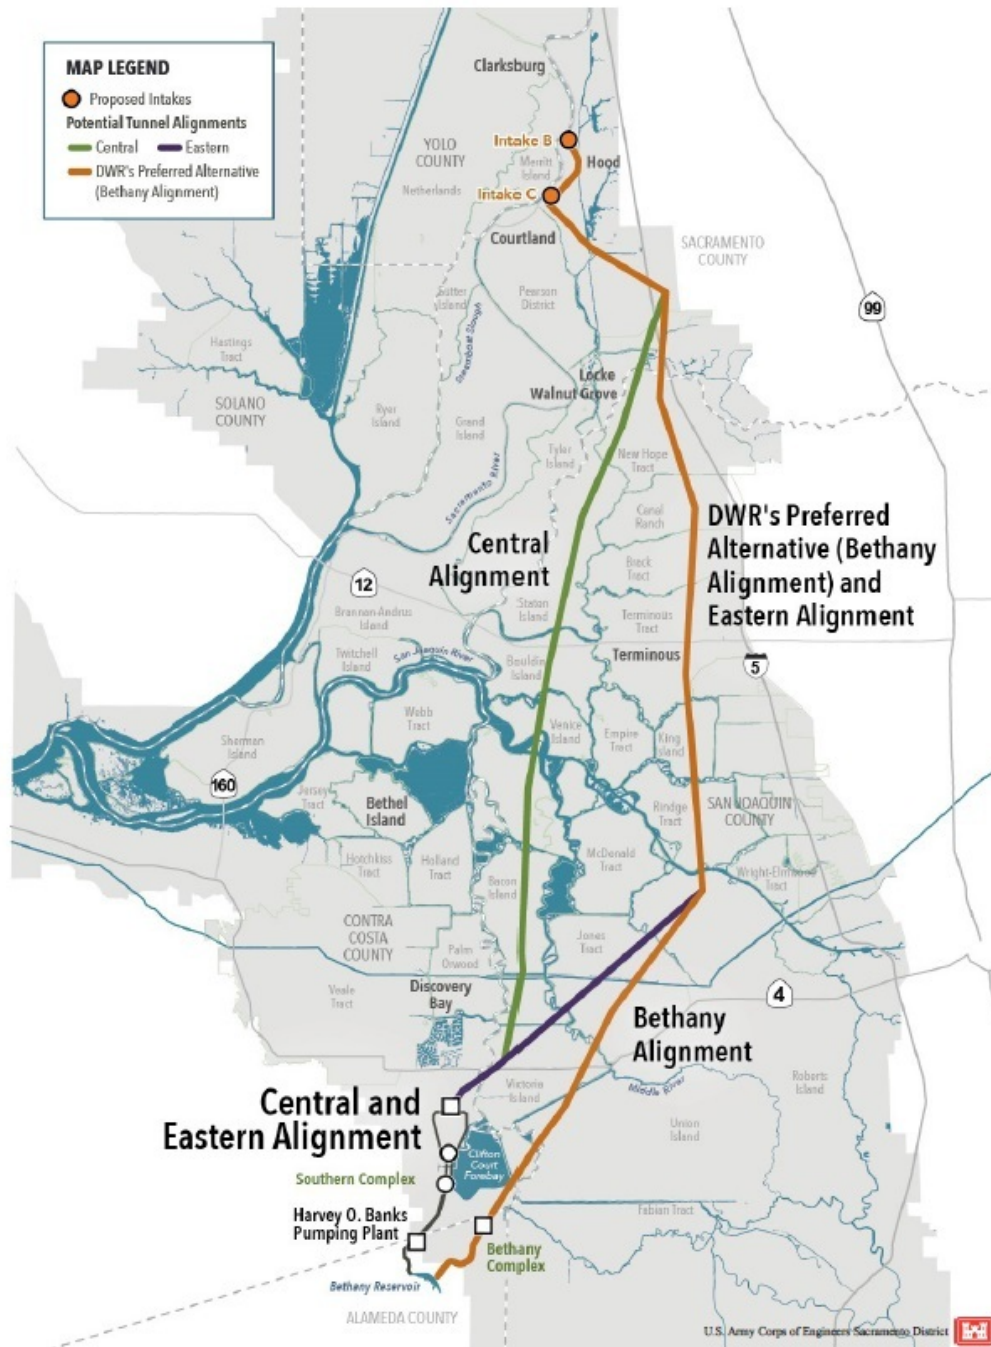 MAP LEGEND
Proposed Intakes
Potential Tunnel Alignments
Central
Eastern
DWR's Preferred Alternative
(Bethany Alignment)
Clarksburg
YOLO
COUNTY
Intake B
Merritt
Island
Hood
Netherlands
Intake C
Courtland
SACRAMENTO
COUNTY
Sutter
Island
Pearson
District
99
Steamboat Slough
Hastings
Tract
Locke
Walnut Grove
SOLANO
COUNTY
Ryer
Island
Grand
Island
Tyler
Island
New Hope
Tract
Sacramento River
Canal
Ranch
DWR's Preferred
Alternative (Bethany
Alignment) and
Eastern Alignment
Central
Alignment
Brack
Tract
12
Brannan-Andrus
Island
Staten
Island
Terminous
Tract
Twitchell
Island
San Joaquin River
Bouldin
Island
Terminous
5
Webb
Tract
Venice
Island
Empire
Tract
King
Island
Sherman
Island
160
Jersey
Tract
Bethel
Island
Rindge
Tract
SAN JOAQUIN
COUNTY
Hotchkiss
Tract
Holland
Tract
McDonald
Tract
Bacon
Island
Wright-Elmwood
Tract
CONTRA
COSTA
COUNTY
Palm
Orwood
Jones
Tract
Veale
Tract
Discovery
Bay
4
Bethany
Alignment
Central and
Eastern Alignment
Victoria
Island
Middle River
Roberts
Island
Union
Island
Clifton
Court
Forebay
Southern Complex
Harvey O. Banks
Pumping Plant
Fabian Tract
Bethany
Complex
Bethany Reservoir
ALAMEDA COUNTY
U.S. Army Corps of Engineers Sacramento District